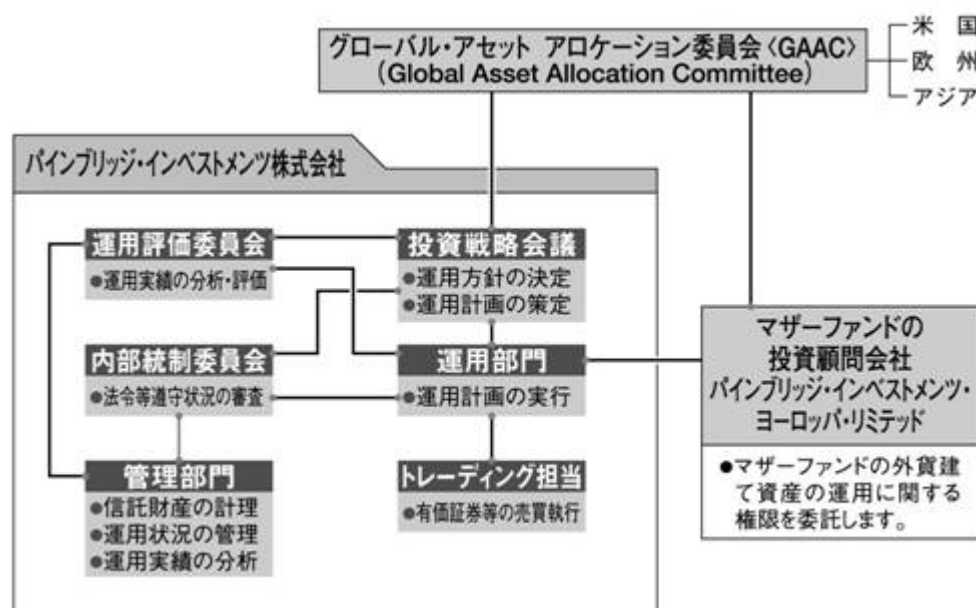 グローバル・アセット アロケーション委員会〈GAAC〉
（Global Asset Allocation Committee）
米 国
欧 州
アジア
パインブリッジ・インベストメンツ株式会社
運用評価委員会
●運用実績の分析・評価
投資戦略会議
●運用方針の決定
●運用計画の策定
内部統制委員会
●法令等遵守状況の審査
運用部門
●運用計画の実行
管理部門
●信託財産の計理
●運用状況の管理
●運用実績の分析
トレーディング担当
●有価証券等の売買執行
マザーファンドの
投資顧問会社
パインブリッジ・インベストメンツ・
ヨーロッパ・リミテッド
●マザーファンドの外貨建
て資産の運用に関する
権限を委託します。